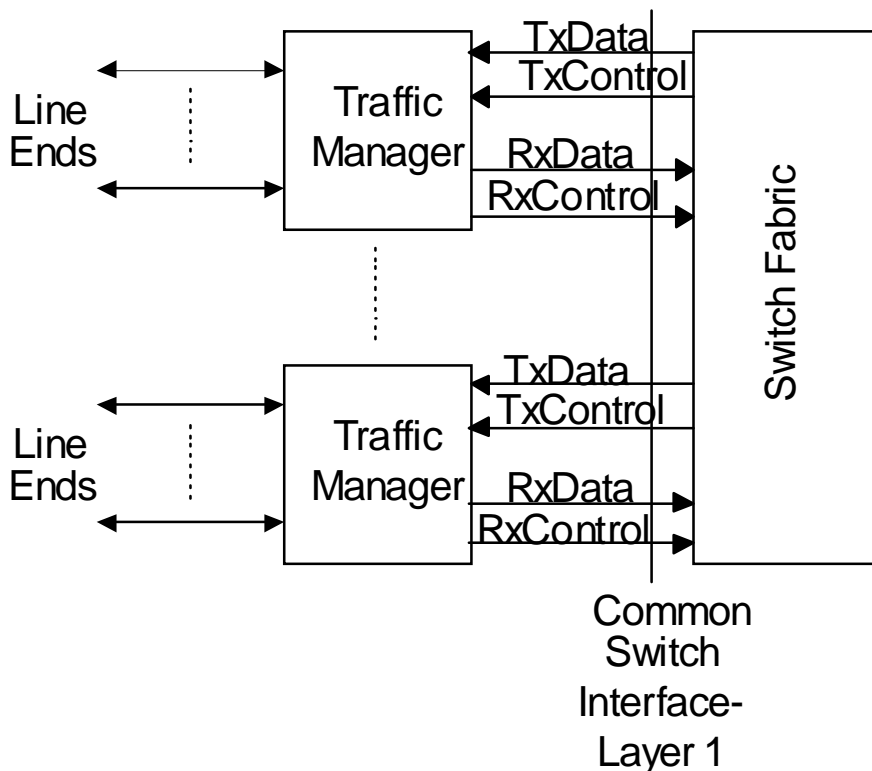 TxData
TxControl
Line
Ends
Traffic
Manager
RxData
RxControl
Switch Fabric
TxData
TxControl
Line
Ends
Traffic
Manager
RxData
RxControl
Common
Switch
Interface-
Layer 1